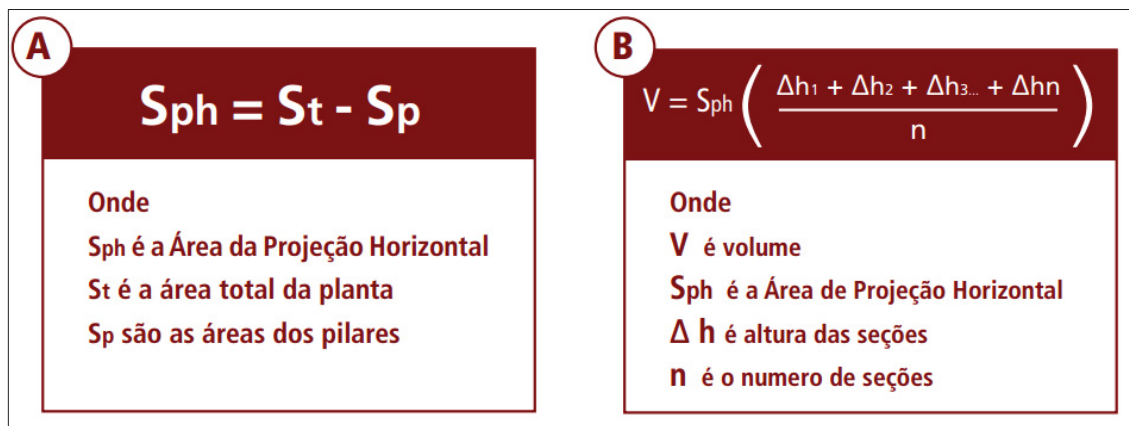 A
Sph = St - Sp
Onde
Sph é a Área da Projeção Horizontal
St é a área total da planta
Sp são as áreas dos pilares
B
V = Sph ( Δh1 + Δh2 + Δh3... + Δhn
n )
Onde
V é volume
Sph é a Área de Projeção Horizontal
Δ h é altura das seções
n é o numero de seções